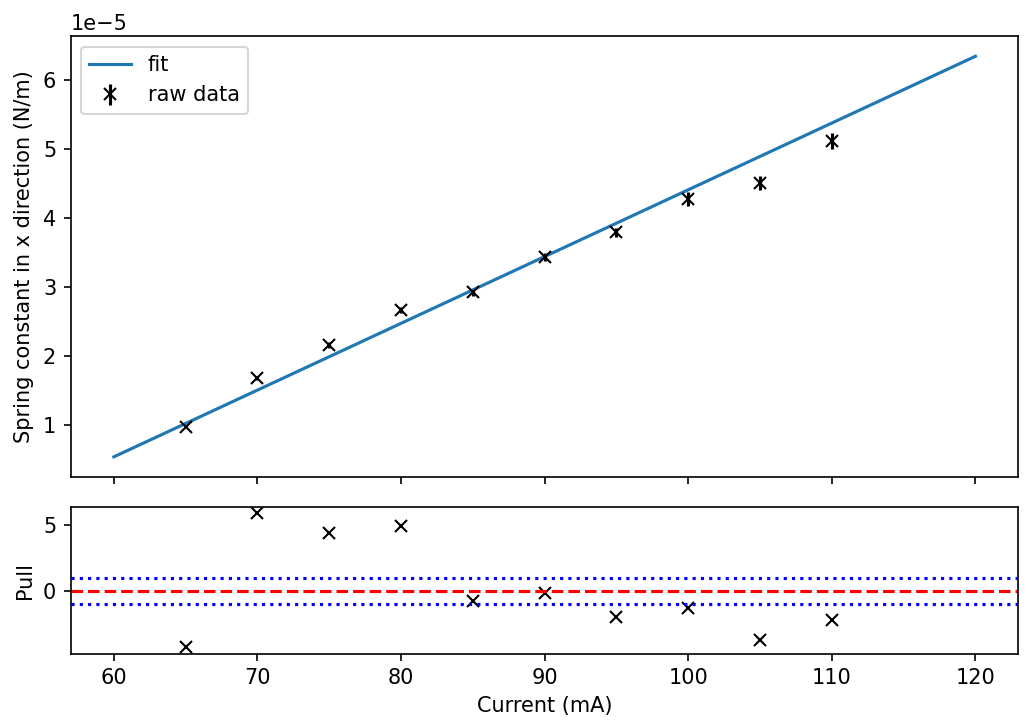 1e−5
Spring constant in x direction (N/m)
6
5
4
3
2
1
fit
raw data
Pull
5
0
60 70 80 90 100 110 120
Current (mA)